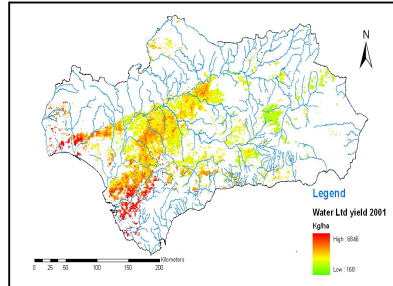 N
Legend
Water Ltd yield 2001
Kg/ha
High : 6846
Low : 168
Kilometers
0 25 50 100 150 200